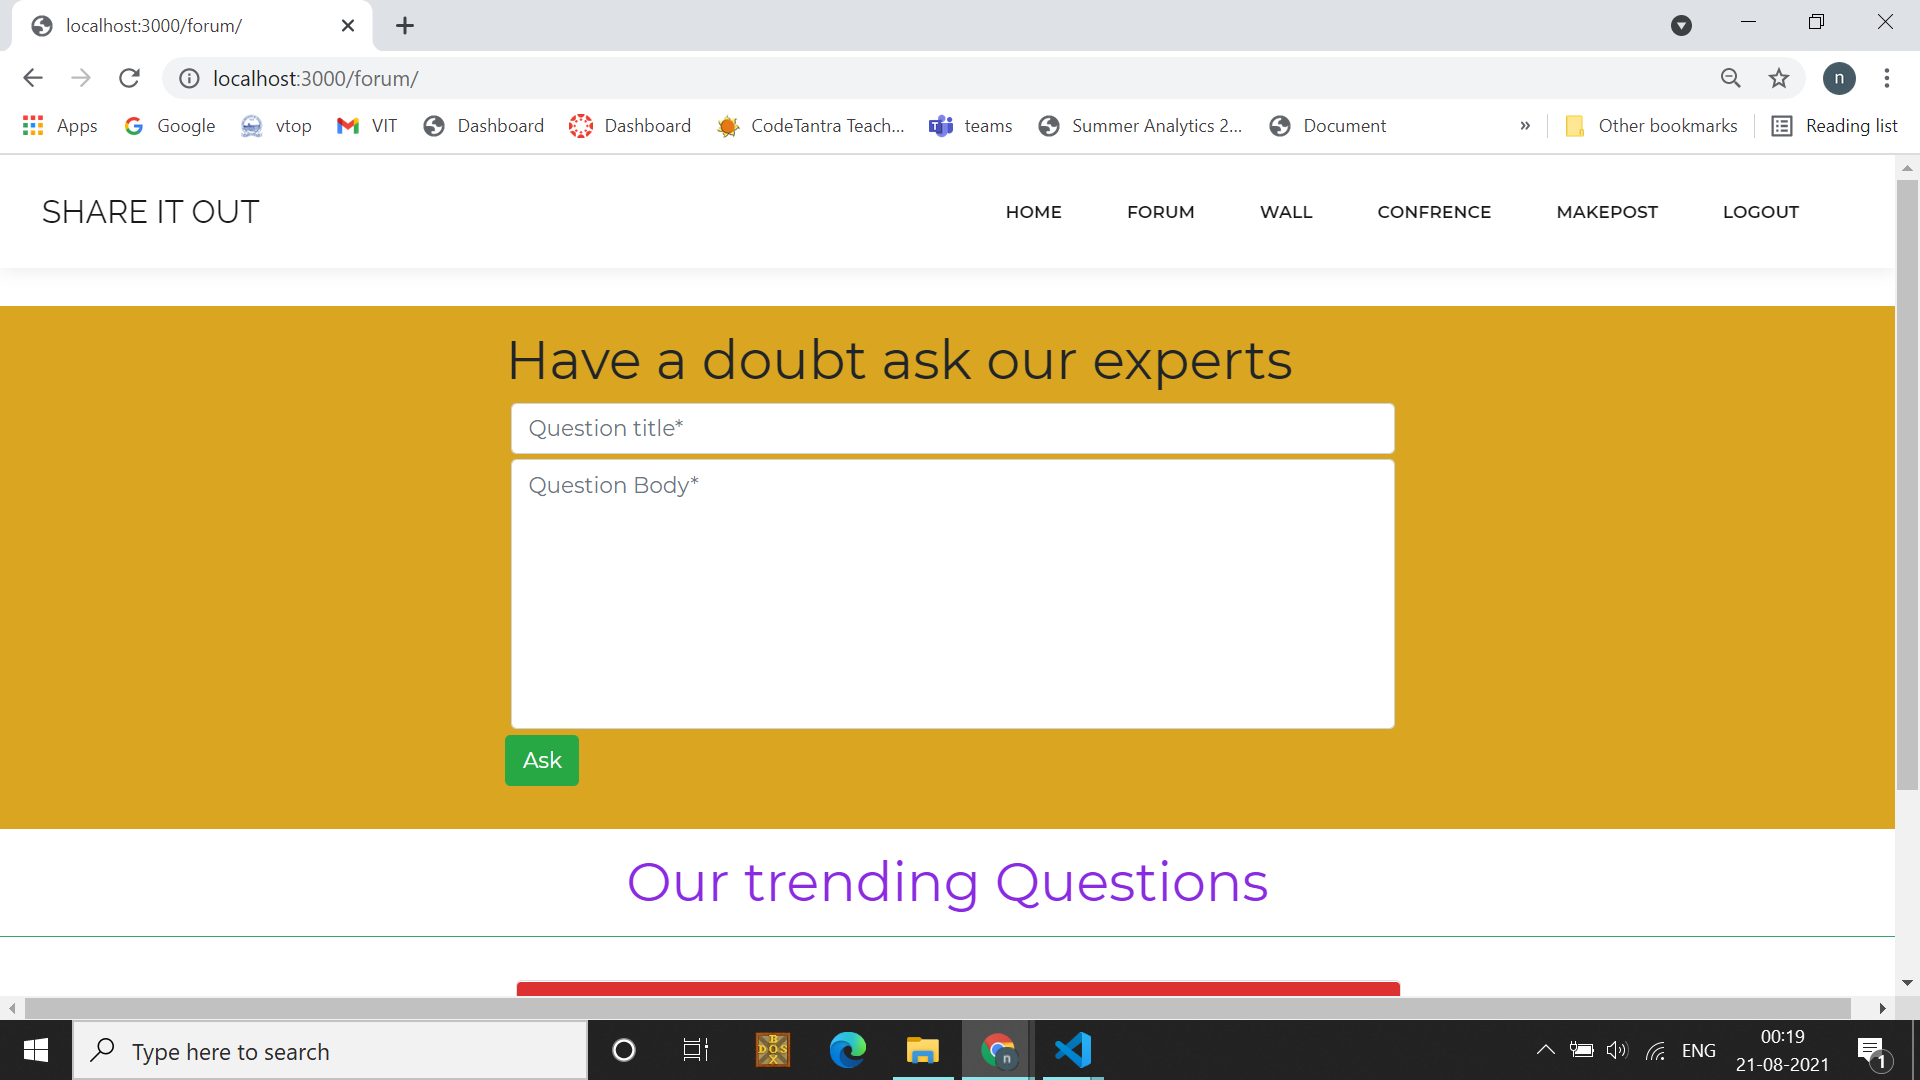 localhost:3000/forum/
localhost:3000/forum/
n
Apps Google vtop VIT Dashboard Dashboard CodeTantra Teach... teams Summer Analytics 2... Document » Other bookmarks Reading list
SHARE IT OUT HOME FORUM WALL CONFRENCE MAKEPOST LOGOUT
Have a doubt ask our experts
Question title*
Question Body*
Ask
Our trending Questions
Type here to search
BOX
DOS
n
ENG
00:19
21-08-2021
1